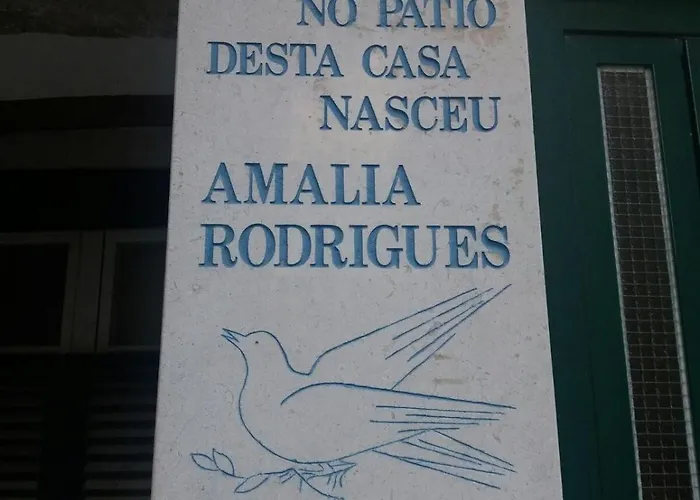 NO PATIO
DESTA CASA
NASCEU
AMALIA
RODRIGUES